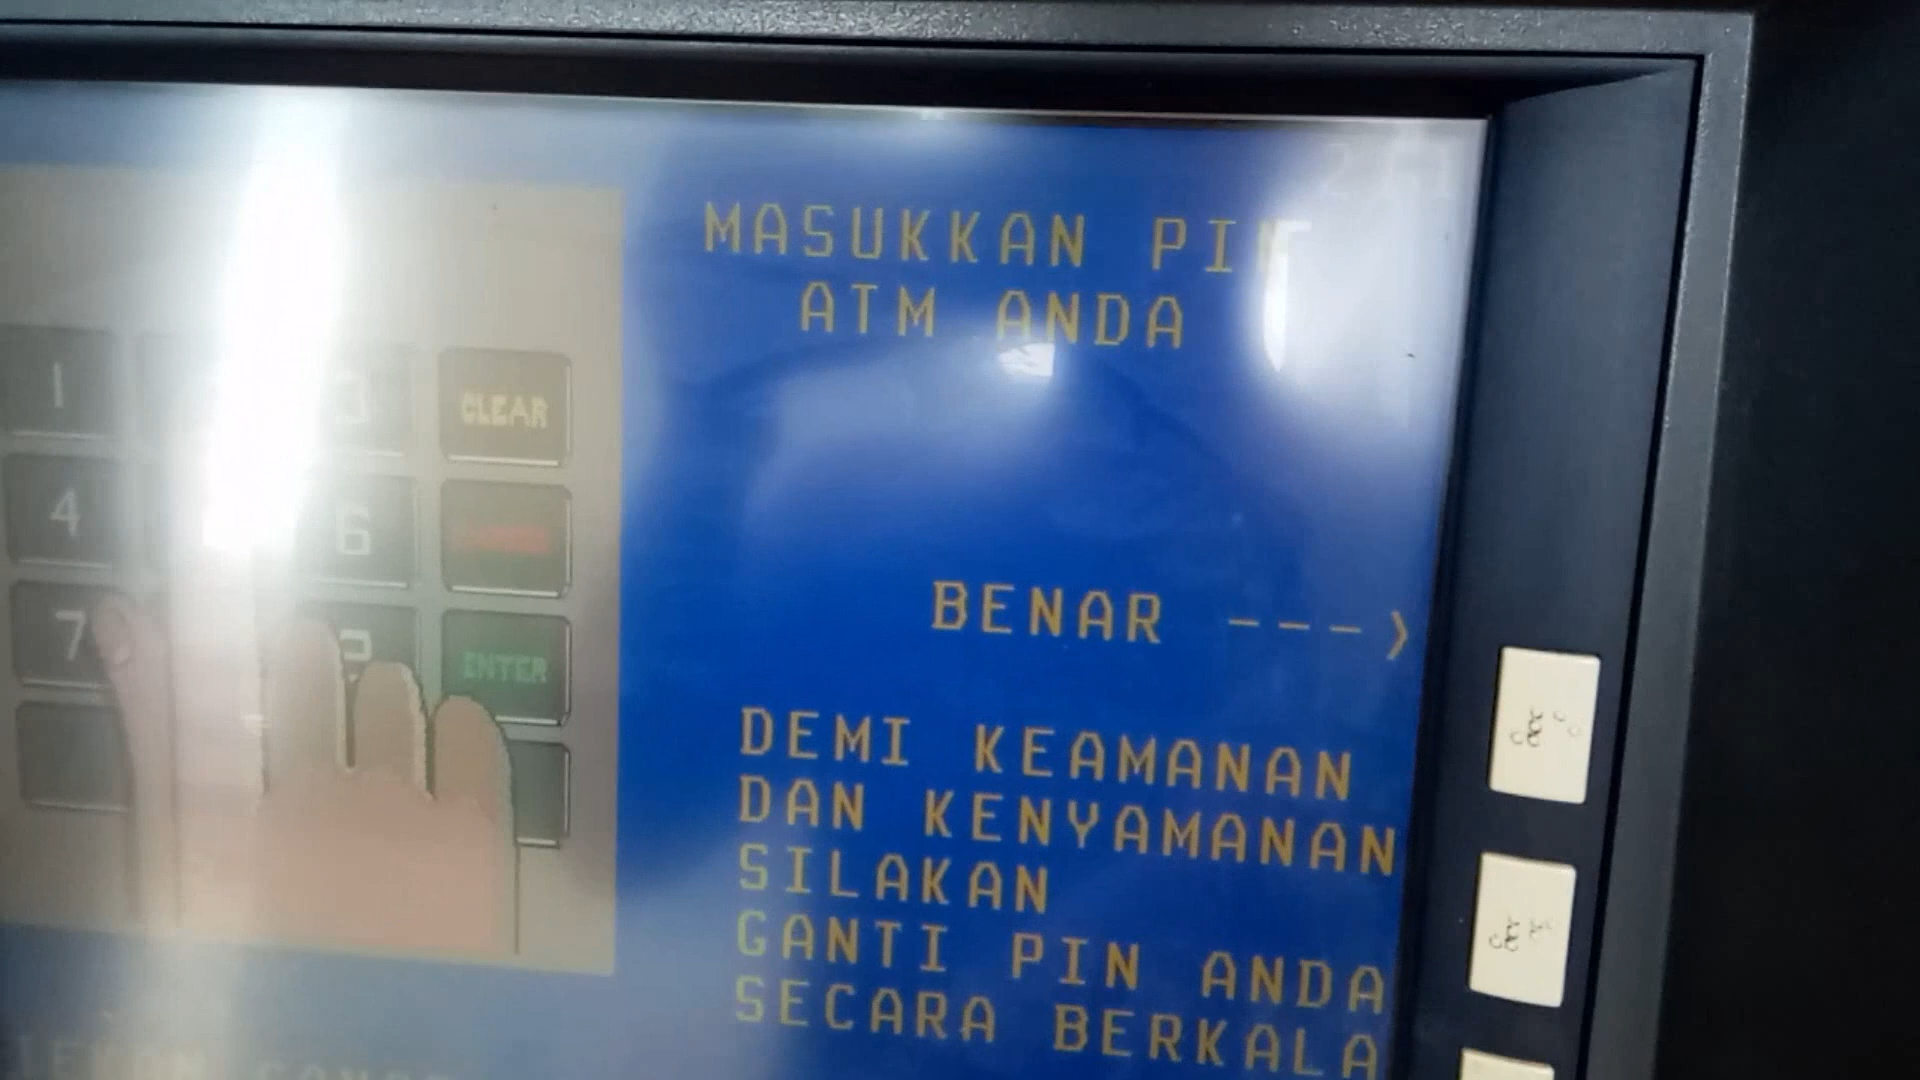 MASUKKAN PIN
ATM ANDA
1
CLEAR
4
6
BENAR --->
7
ENTER
DEMI KEAMANAN
DAN KENYAMANAN
SILAKAN
GANTI PIN ANDA
SECARA BERKALA